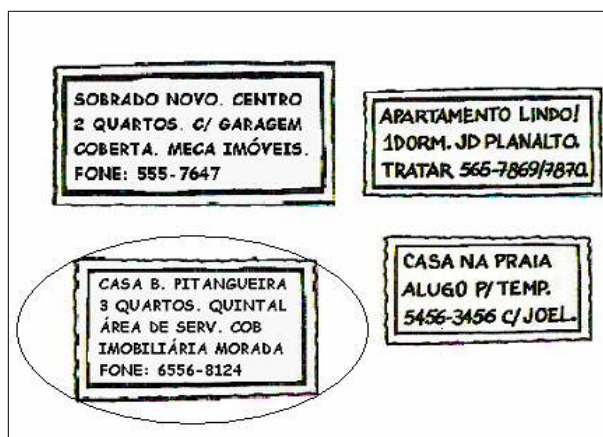 SOBRADO NOVO. CENTRO
2 QUARTOS. C/ GARAGEM
COBERTA. MECA IMÓVEIS.
FONE: 555-7647
APARTAMENTO LINDO!
1DORM. JD PLANALTO.
TRATAR 565-7869/7870.
CASA B. PITANGUEIRA
3 QUARTOS. QUINTAL
ÁREA DE SERV. COB
IMOBILIÁRIA MORADA
FONE: 6556-8124
CASA NA PRAIA
ALUGO P/ TEMP.
5456-3456 C/ JOEL.